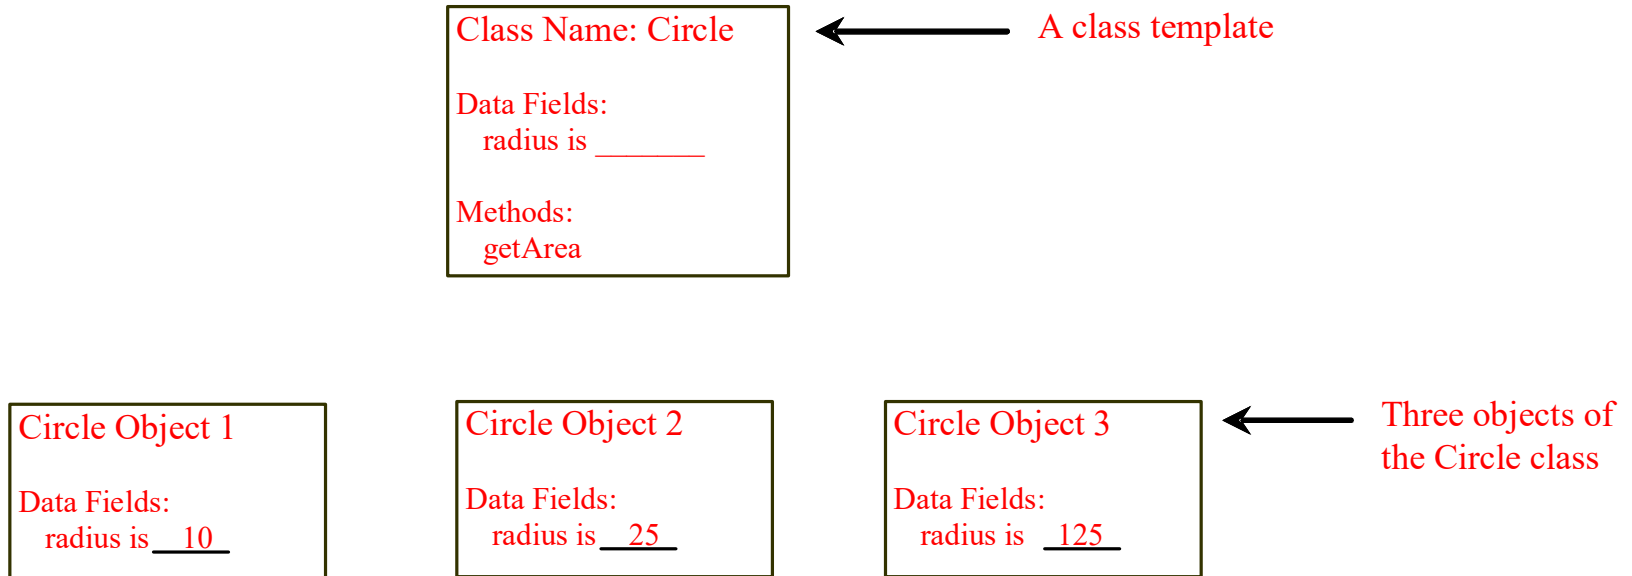 Class Name: Circle
A class template
Data Fields:
radius is _______
Methods:
getArea
Circle Object 1
Data Fields:
radius is 10
Circle Object 2
Data Fields:
radius is 25
Circle Object 3
Data Fields:
radius is 125
Three objects of
the Circle class